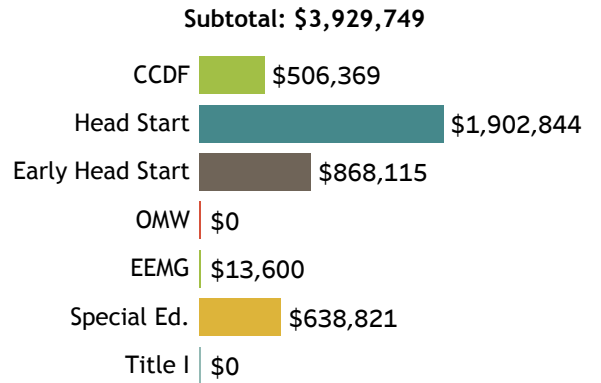 Subtotal: $3,929,749
CCDF $506,369
Head Start $1,902,844
Early Head Start $868,115
OMW $0
EEMG $13,600
Special Ed. $638,821
Title I $0